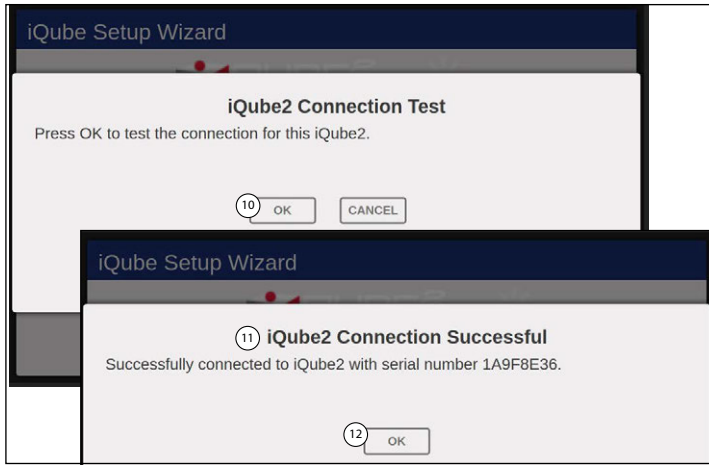 iQube Setup Wizard
iQube2 Connection Test
Press OK to test the connection for this iQube2.
10 OK CANCEL
iQube Setup Wizard
11 iQube2 Connection Successful
Successfully connected to iQube2 with serial number 1A9F8E36.
12 OK